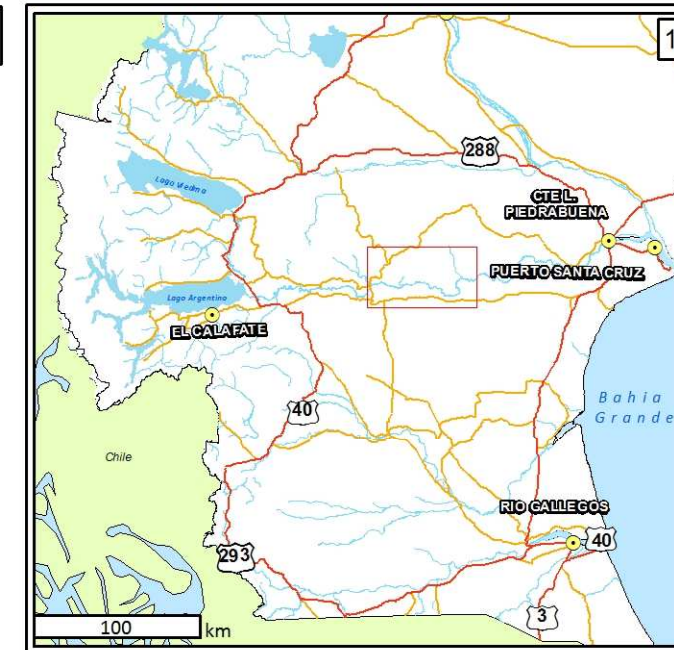 1
288
Lago Viedma
CTE L.
PIEDRABUENA
PUERTO SANTA CRUZ
Lago Argentino
EL CALAFATE
Bahia
Grande
40
Chile
RIO GALLEGOS
40
293
3
100
km